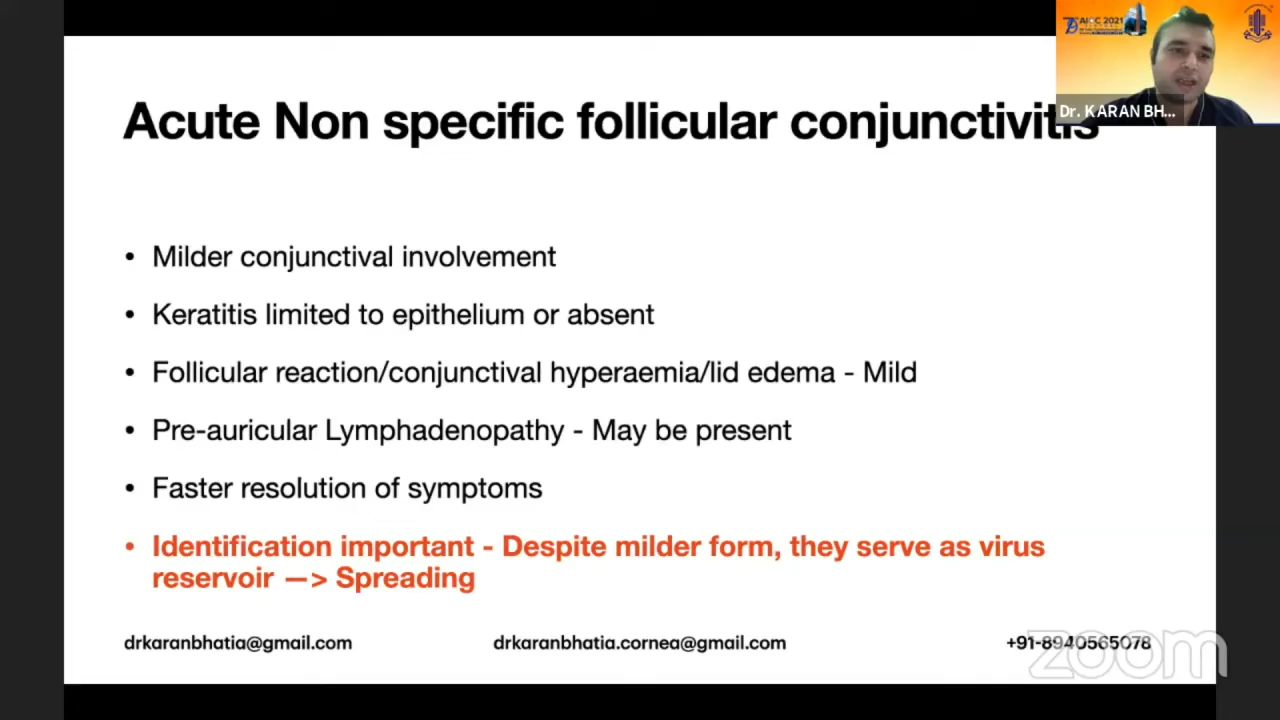 AIOC 2021
Dr. KARAN BH...
Acute Non specific follicular conjunctivitis
• Milder conjunctival involvement
• Keratitis limited to epithelium or absent
• Follicular reaction/conjunctival hyperaemia/lid edema - Mild
• Pre-auricular Lymphadenopathy - May be present
• Faster resolution of symptoms
• Identification important - Despite milder form, they serve as virus
reservoir —> Spreading
drkaranbhatia@gmail.com
drkaranbhatia.cornea@gmail.com
+91-8940565078
zoom